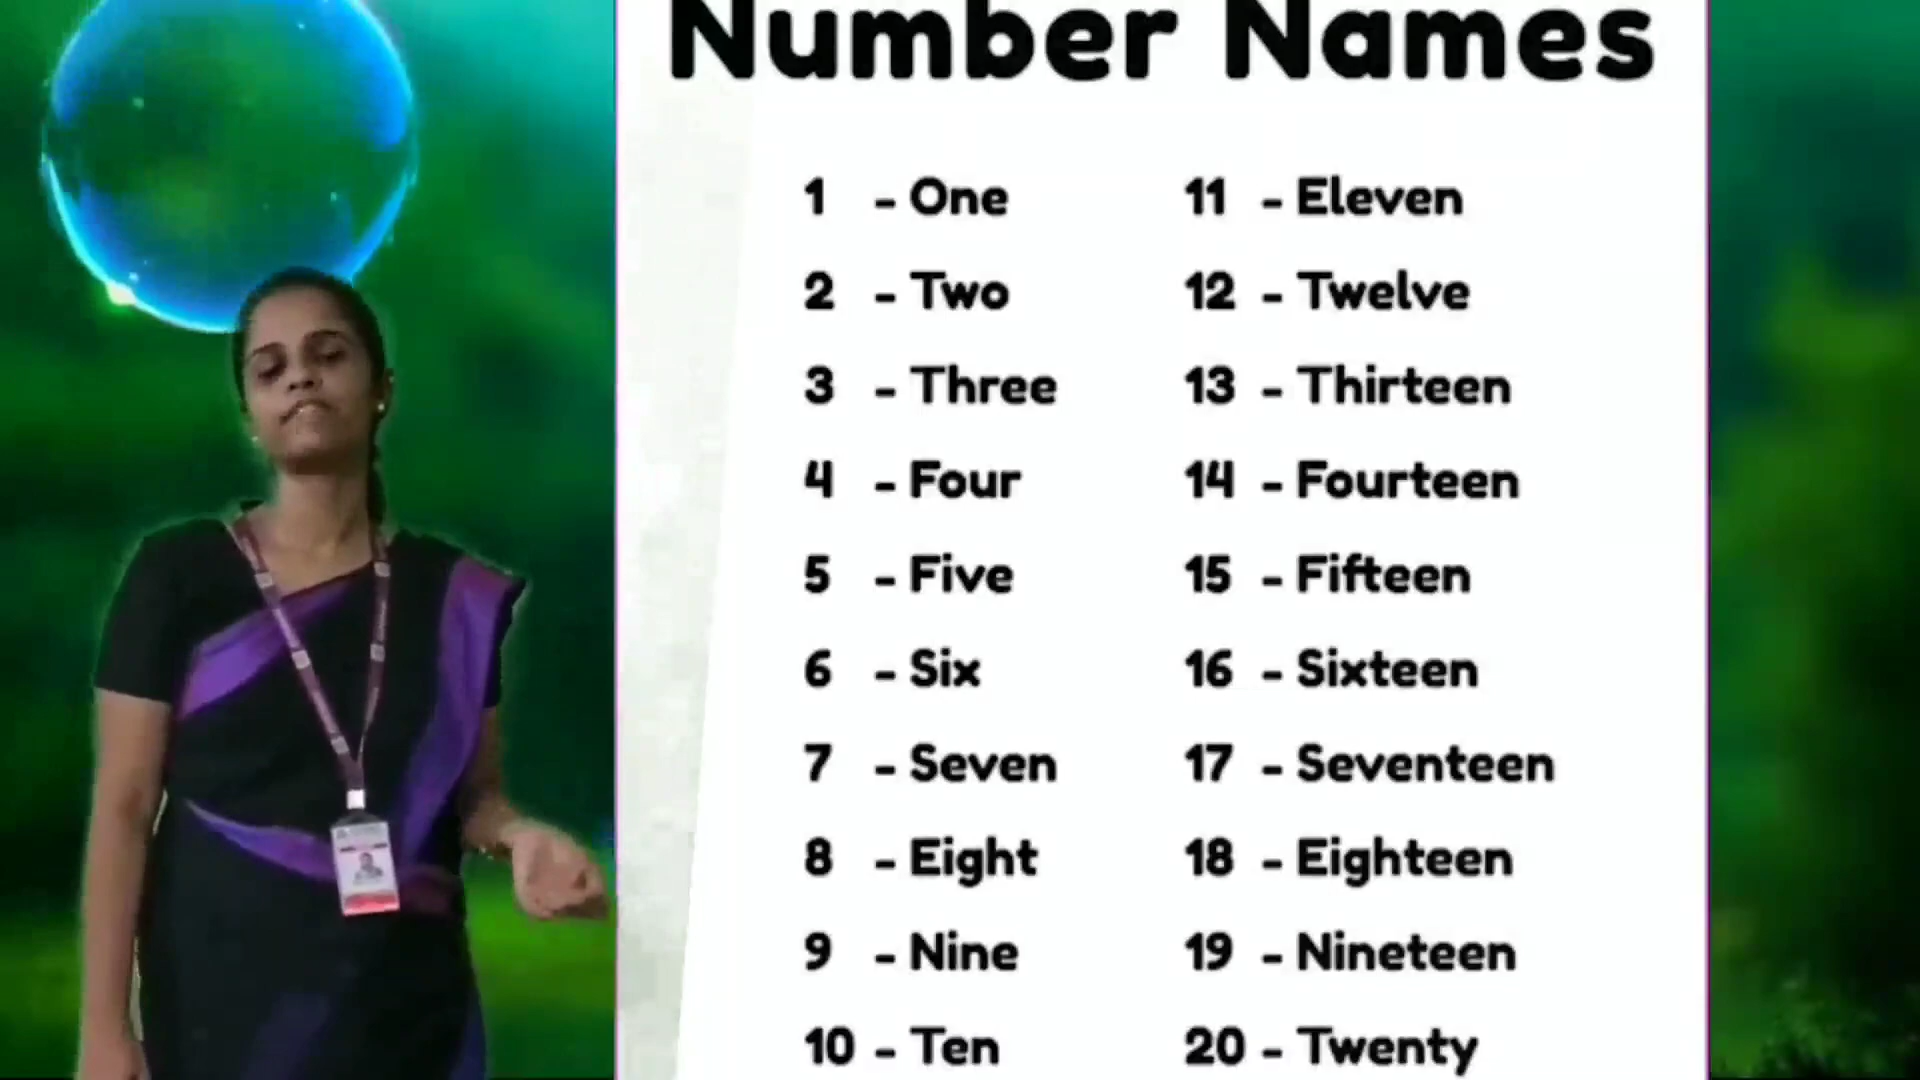 Number Names
1 - One
2 - Two
3 - Three
4 - Four
5 - Five
6 - Six
7 - Seven
8 - Eight
9 - Nine
10 - Ten
11 - Eleven
12 - Twelve
13 - Thirteen
14 - Fourteen
15 - Fifteen
16 - Sixteen
17 - Seventeen
18 - Eighteen
19 - Nineteen
20 - Twenty